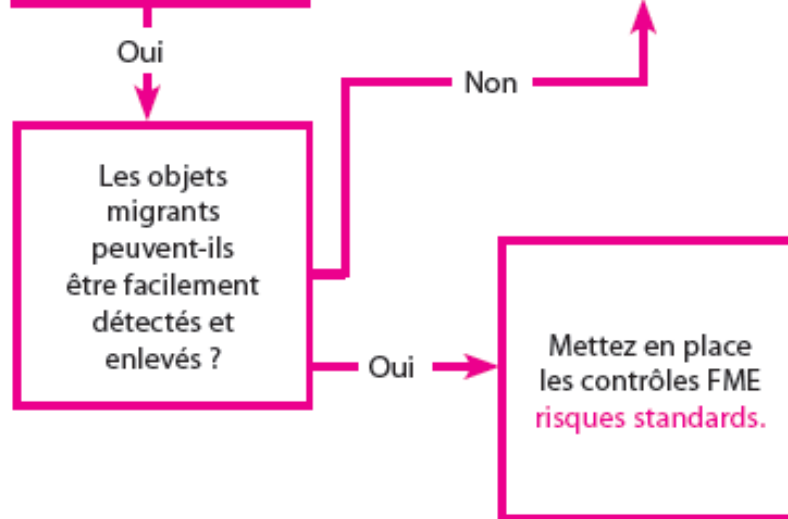 Oui
Non
Les objets
migrants
peuvent-ils
être facilement
détectés et
enlevés ?
Oui
Mettez en place
les contrôles FME
risques standards.